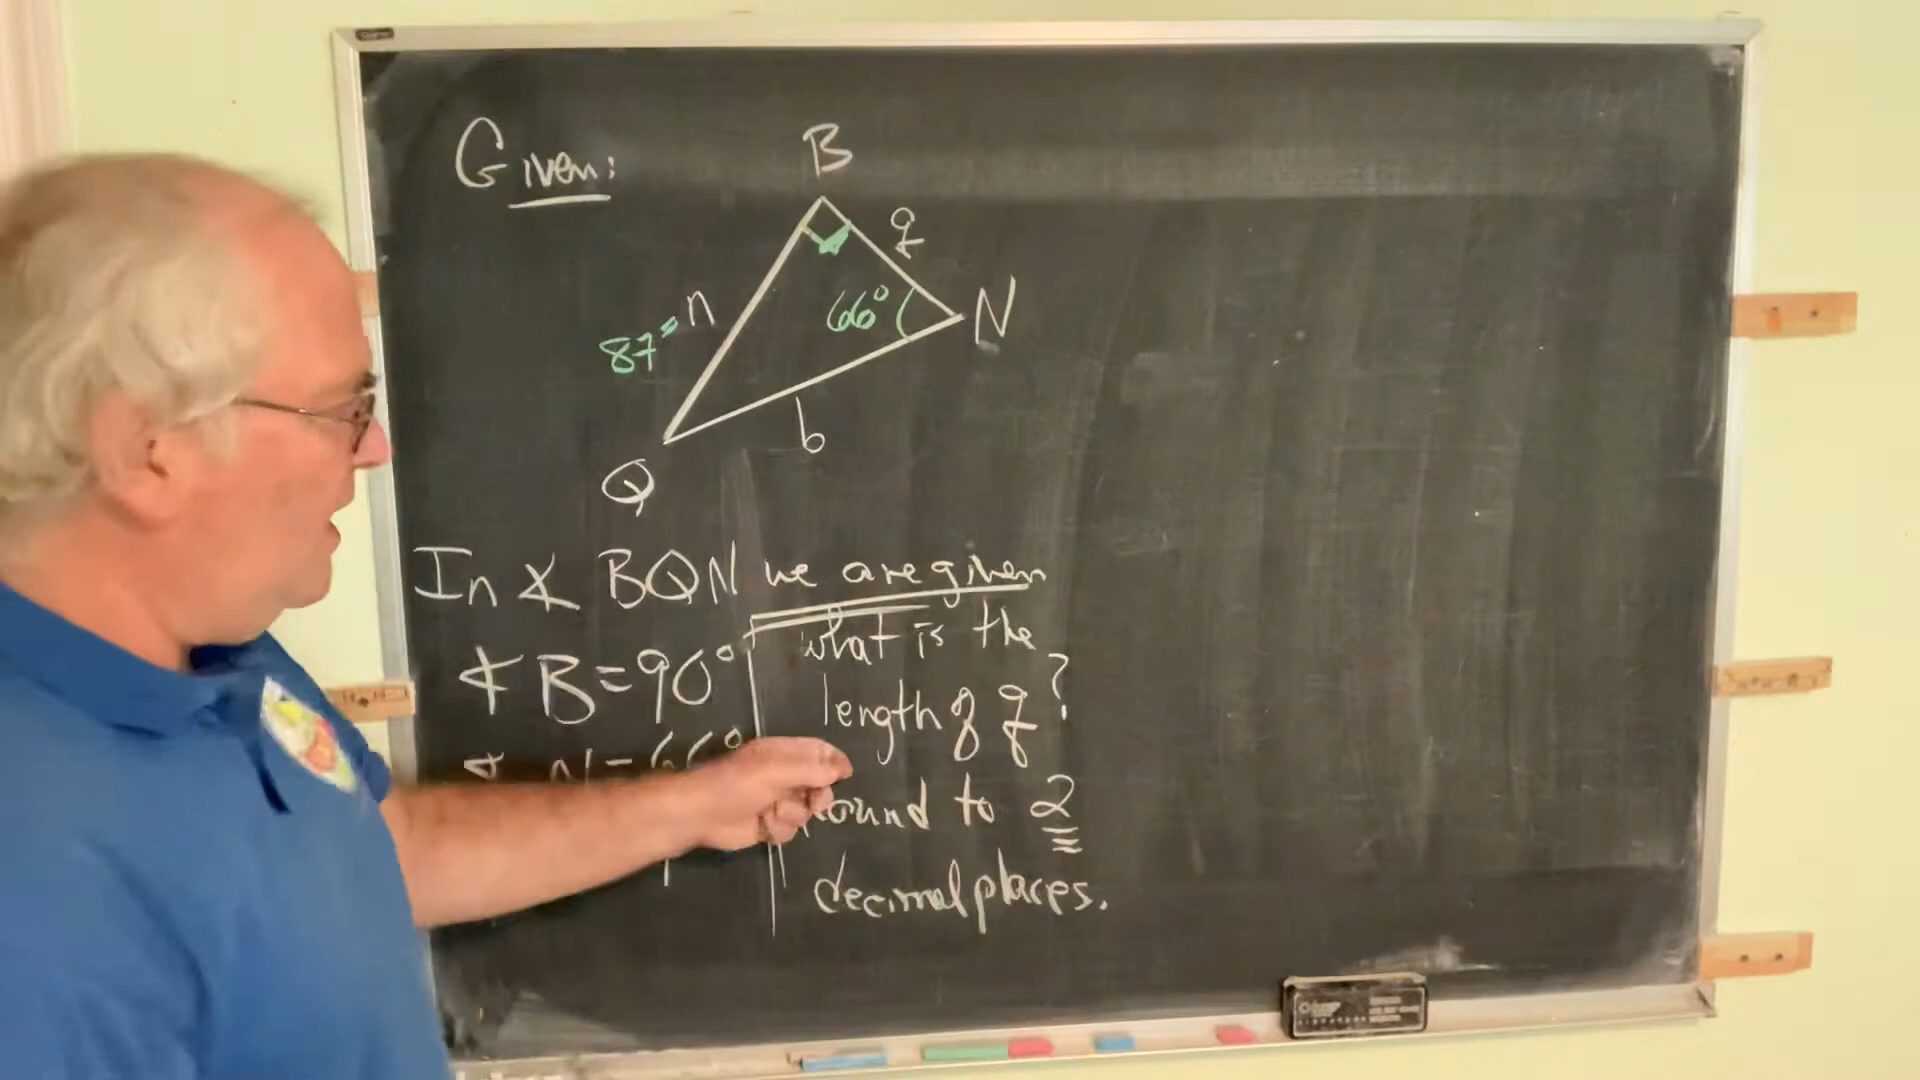 Given:
B
q
66°
N
87 = n
b
Q
In ∡ BQN we are given
∡ B = 90°
what is the
length of q?
∡ N = 66°
round to 2
decimal places.